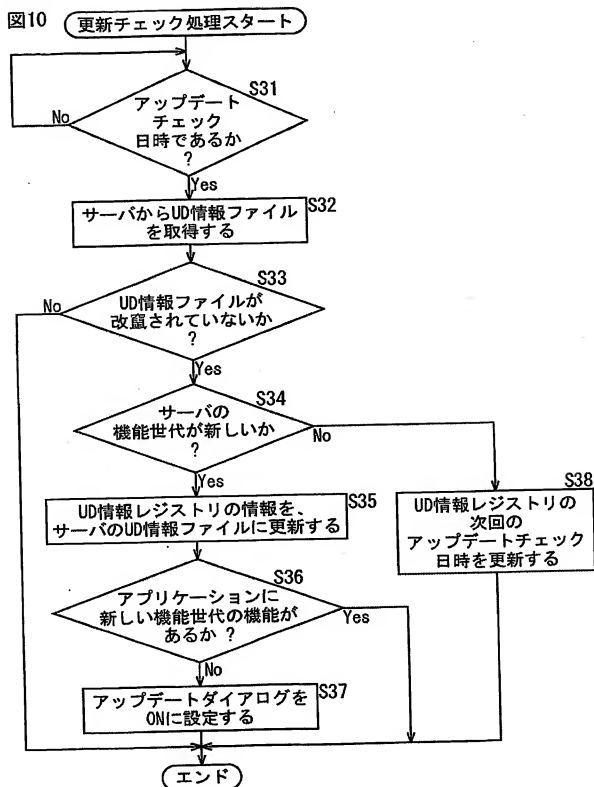 図10
更新チェック処理スタート
S31
アップデート
チェック
日時であるか
?
No
Yes
S32
サーバからUD情報ファイル
を取得する
S33
UD情報ファイルが
改竄されていないか
?
No
Yes
S34
サーバの
機能世代が新しいか
?
No
Yes
S35
UD情報レジストリの情報を、
サーバのUD情報ファイルに更新する
S38
UD情報レジストリの
次回の
アップデートチェック
日時を更新する
S36
アプリケーションに
新しい機能世代の機能が
あるか ?
Yes
No
S37
アップデートダイアログを
ONに設定する
エンド